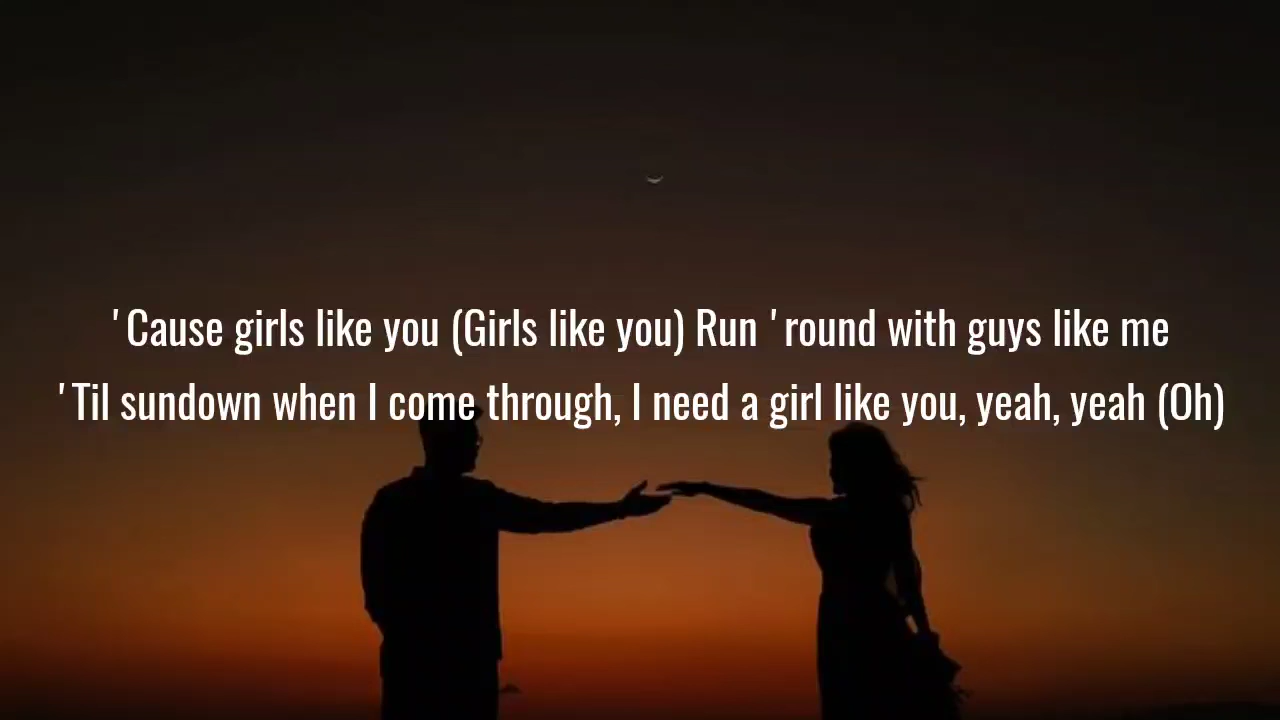 'Cause girls like you (Girls like you) Run 'round with guys like me
'Til sundown when I come through, I need a girl like you, yeah, yeah (Oh)